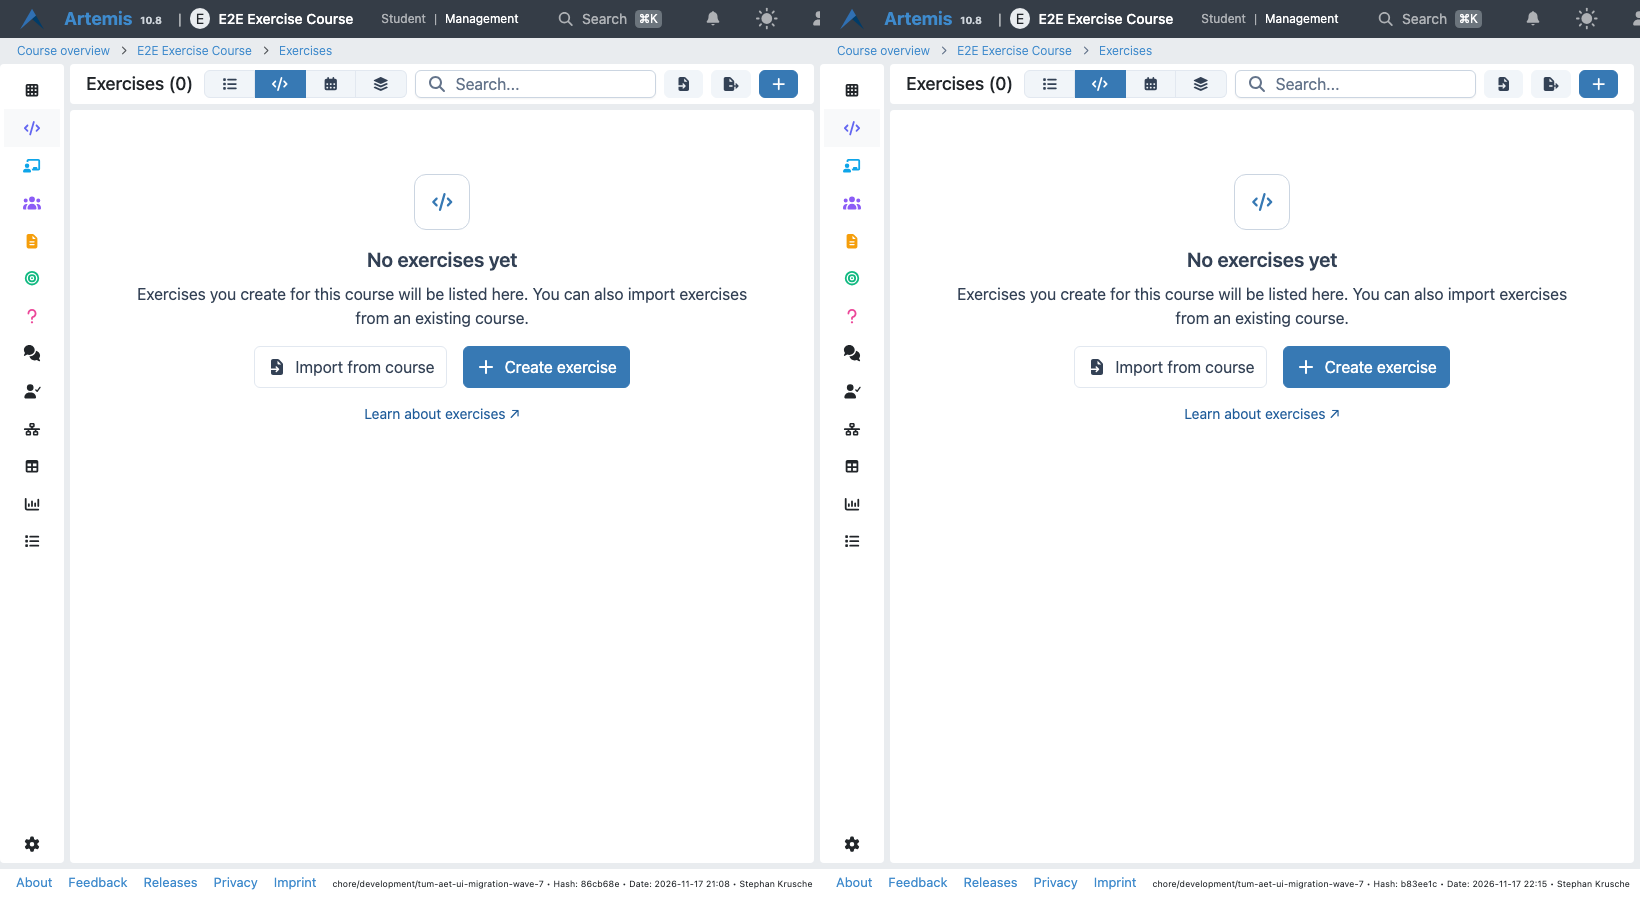 Artemis 10.8 | E E2E Exercise Course Student | Management Search ⌘K
Course overview > E2E Exercise Course > Exercises
Exercises (0) Search...
No exercises yet
Exercises you create for this course will be listed here. You can also import exercises
from an existing course.
Import from course + Create exercise
Learn about exercises ↗
About Feedback Releases Privacy Imprint chore/development/tum-aet-ui-migration-wave-7 • Hash: 86cb68e • Date: 2026-11-17 21:08 • Stephan Krusche
Artemis 10.8 | E E2E Exercise Course Student | Management Search ⌘K
Course overview > E2E Exercise Course > Exercises
Exercises (0) Search...
No exercises yet
Exercises you create for this course will be listed here. You can also import exercises
from an existing course.
Import from course + Create exercise
Learn about exercises ↗
About Feedback Releases Privacy Imprint chore/development/tum-aet-ui-migration-wave-7 • Hash: b83ee1c • Date: 2026-11-17 22:15 • Stephan Krusche